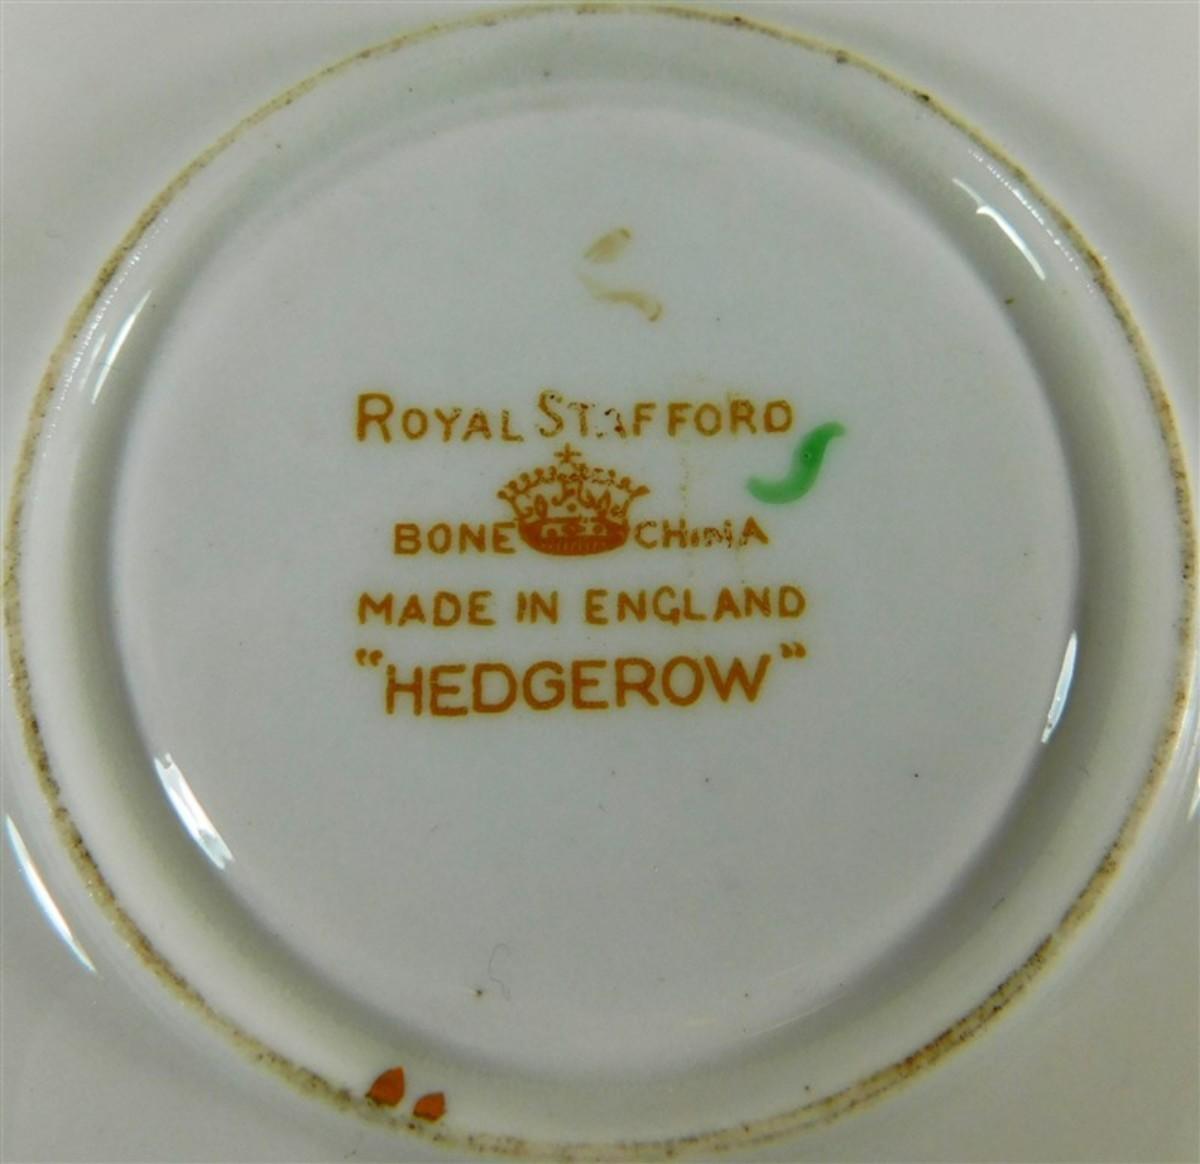 ROYAL STAFFORD
BONE CHINA
MADE IN ENGLAND
"HEDGEROW"